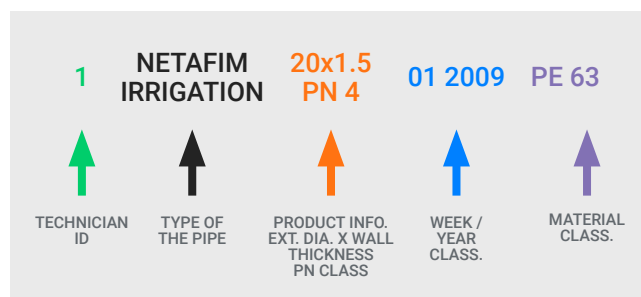 1
NETAFIM
IRRIGATION
20x1.5
PN 4
01 2009
PE 63
TECHNICIAN
ID
TYPE OF
THE PIPE
PRODUCT INFO.
EXT. DIA. X WALL
THICKNESS
PN CLASS
WEEK /
YEAR
CLASS.
MATERIAL
CLASS.